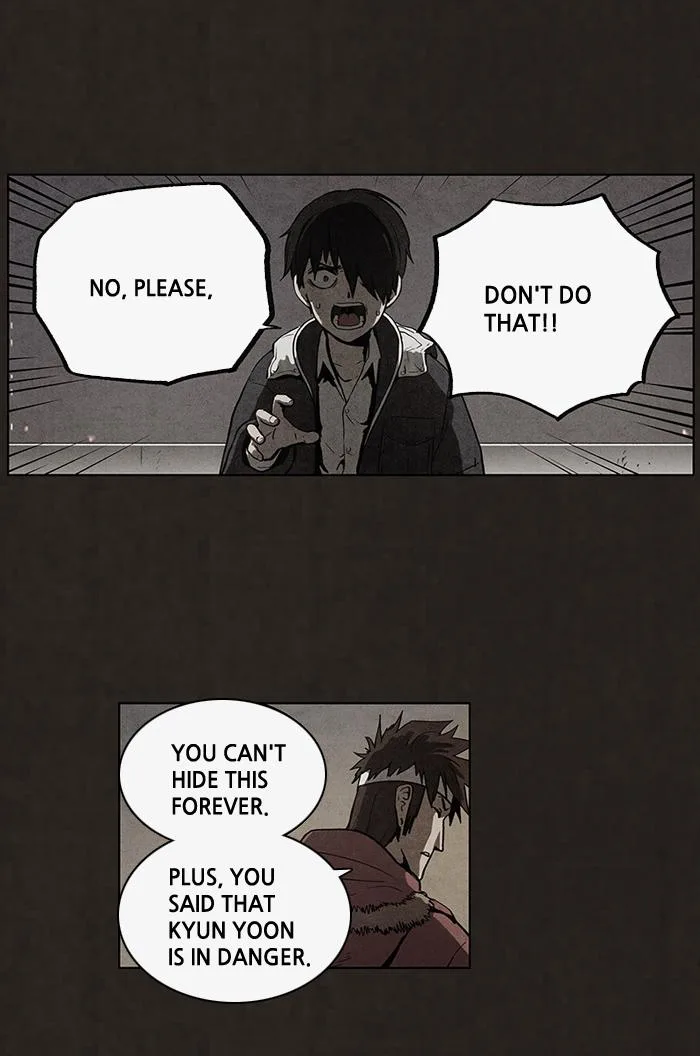 NO, PLEASE,
DON'T DO
THAT!!
YOU CAN'T
HIDE THIS
FOREVER.
PLUS, YOU
SAID THAT
KYUN YOON
IS IN DANGER.